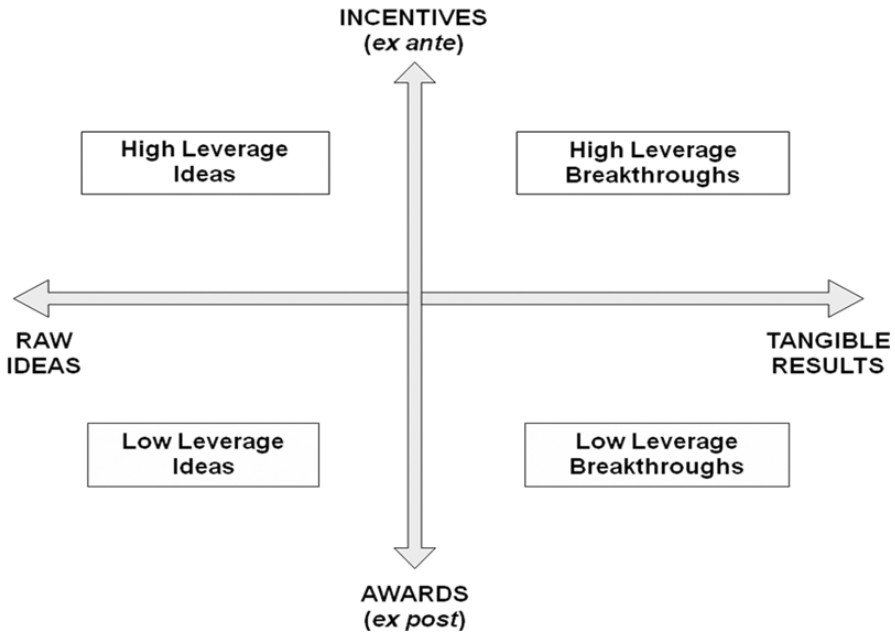 INCENTIVES
(ex ante)
High Leverage
Ideas
High Leverage
Breakthroughs
RAW
IDEAS
TANGIBLE
RESULTS
Low Leverage
Ideas
Low Leverage
Breakthroughs
AWARDS
(ex post)